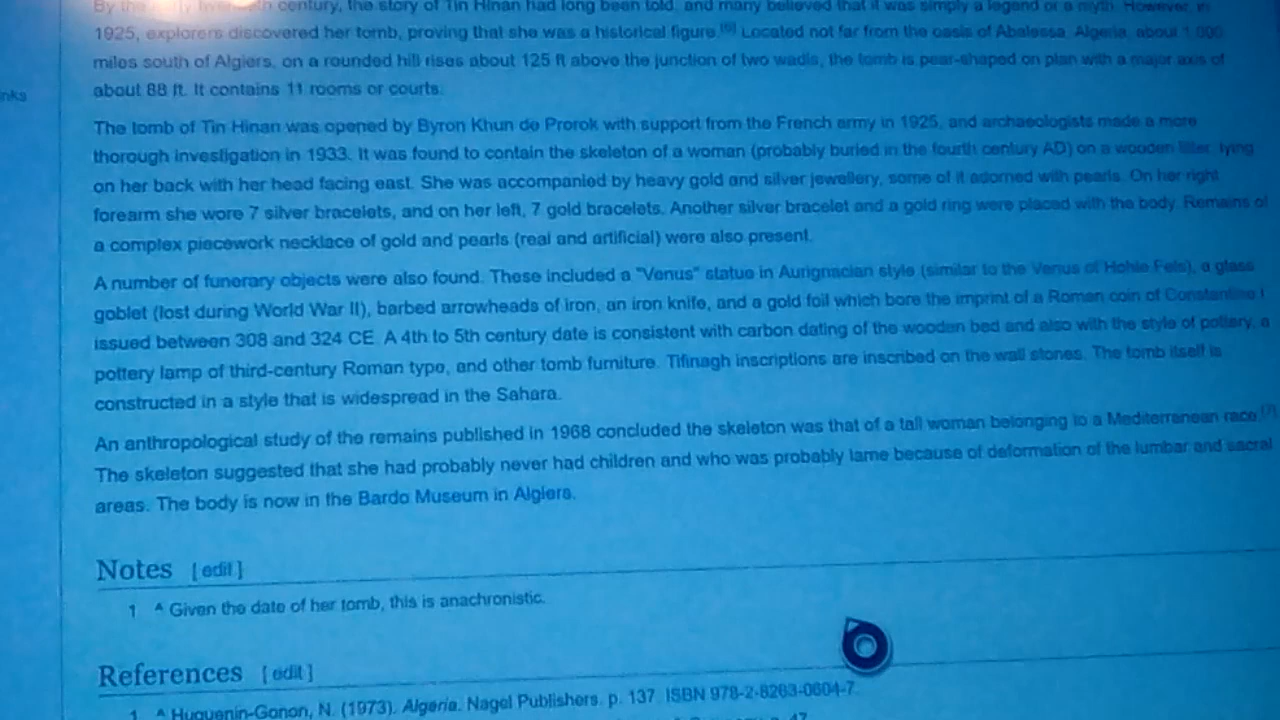 By the early twentieth century, the story of Tin Hinan had long been told, and many believed that it was simply a legend or a myth. However, in
1925, explorers discovered her tomb, proving that she was a historical figure.[6] Located not far from the oasis of Abalessa, Algeria, about 1,000
nks
miles south of Algiers, on a rounded hill rises about 125 ft above the junction of two wadis, the tomb is pear-shaped on plan with a major axis of
about 88 ft. It contains 11 rooms or courts.
The tomb of Tin Hinan was opened by Byron Khun de Prorok with support from the French army in 1925, and archaeologists made a more
thorough investigation in 1933. It was found to contain the skeleton of a woman (probably buried in the fourth century AD) on a wooden litter, lying
on her back with her head facing east. She was accompanied by heavy gold and silver jewellery, some of it adorned with pearls. On her right
forearm she wore 7 silver bracelets, and on her left, 7 gold bracelets. Another silver bracelet and a gold ring were placed with the body. Remains of
a complex piecework necklace of gold and pearls (real and artificial) were also present.
A number of funerary objects were also found. These included a "Venus" statue in Aurignacian style (similar to the Venus of Hohle Fels), a glass
goblet (lost during World War II), barbed arrowheads of iron, an iron knife, and a gold foil which bore the imprint of a Roman coin of Constantine I
issued between 308 and 324 CE. A 4th to 5th century date is consistent with carbon dating of the wooden bed and also with the style of pottery, a
pottery lamp of third-century Roman type, and other tomb furniture. Tifinagh inscriptions are inscribed on the wall stones. The tomb itself is
constructed in a style that is widespread in the Sahara.
An anthropological study of the remains published in 1968 concluded the skeleton was that of a tall woman belonging to a Mediterranean race.[7]
The skeleton suggested that she had probably never had children and who was probably lame because of deformation of the lumbar and sacral
areas. The body is now in the Bardo Museum in Algiers.
Notes [edit]
1 ^ Given the date of her tomb, this is anachronistic.
References [edit]
1 ^ Huguenin-Gonon, N. (1973). Algeria. Nagel Publishers. p. 137. ISBN 978-2-8263-0604-7.
p. 47